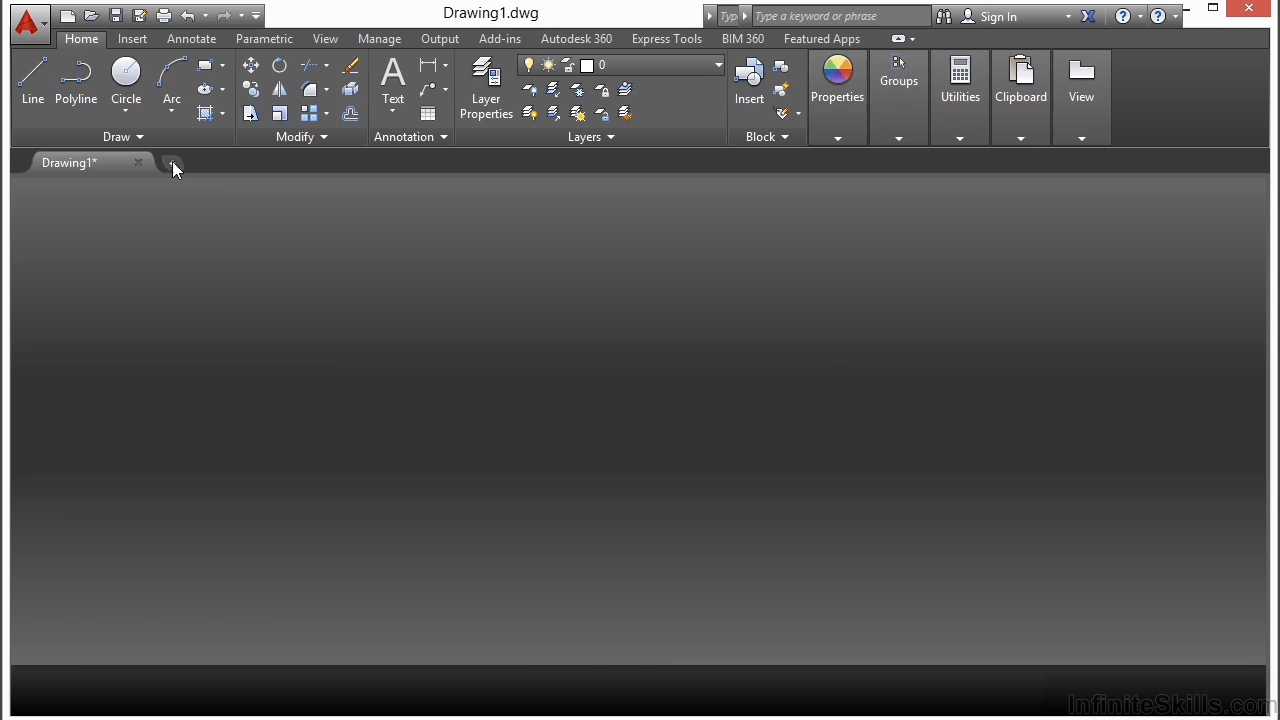 Drawing1.dwg
Type a keyword or phrase
Sign In
Home Insert Annotate Parametric View Manage Output Add-ins Autodesk 360 Express Tools BIM 360 Featured Apps
0
Line Polyline Circle Arc
Text
Layer
Properties
Insert
Properties
Groups
Utilities
Clipboard
View
Draw Modify Annotation Layers Block
Drawing1*
InfiniteSkills.com